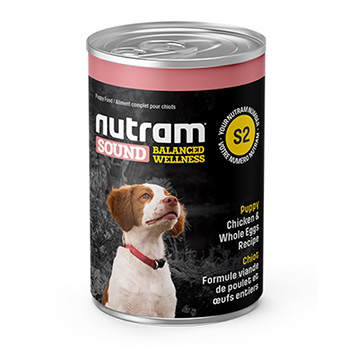 Puppy Food / Aliment complet pour chiots
nutram
SOUND
BALANCED
WELLNESS
YOUR NUTRAM NUMBER
S2
VOTRE NUMÉRO NUTRAM
Puppy
Chicken &
Whole Eggs
Recipe
Chiot
Formule viande
de poulet et
œufs entiers